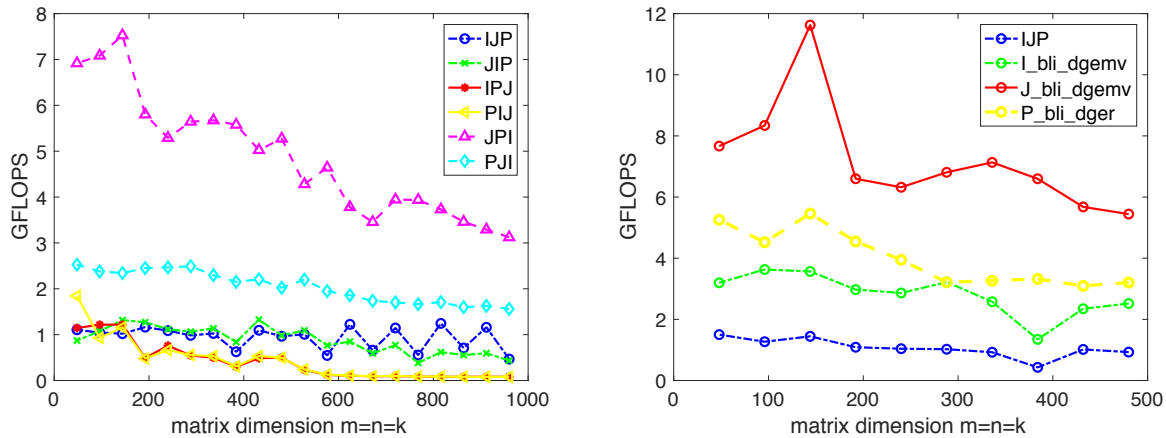 8
7
6
5
4
3
2
1
0
GFLOPS
0 200 400 600 800 1000
matrix dimension m=n=k
IJP
JIP
IPJ
PIJ
JPI
PJI
12
10
8
6
4
2
0
GFLOPS
0 100 200 300 400 500
matrix dimension m=n=k
IJP
I_bli_dgemv
J_bli_dgemv
P_bli_dger